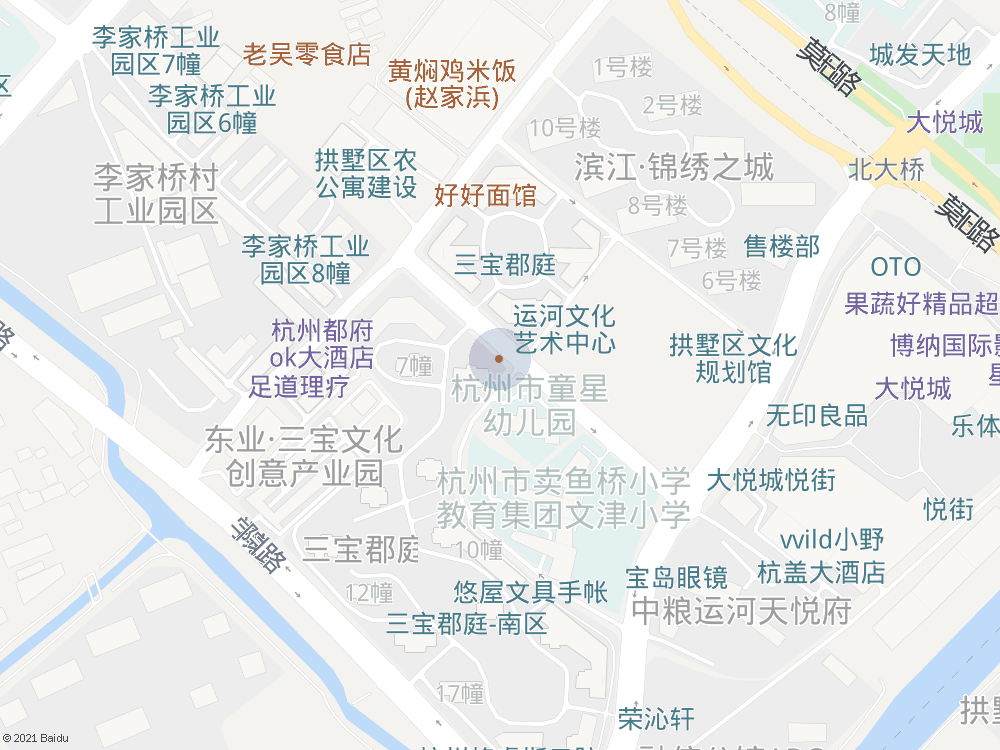 8幢
李家桥工业
园区7幢
老吴零食店
黄焖鸡米饭
(赵家浜)
1号楼
莫干山路
城发天地
区
李家桥工业
园区6幢
2号楼
10号楼
大悦城
拱墅区农
公寓建设
李家桥村
工业园区
滨江·锦绣之城
北大桥
好好面馆
8号楼
莫干山路
李家桥工业
园区8幢
三宝郡庭
7号楼
6号楼
售楼部
OTO
果蔬好精品超
路
杭州都府
ok大酒店
足道理疗
7幢
运河文化
艺术中心
拱墅区文化
规划馆
博纳国际影
星
大悦城
杭州市童星
幼儿园
无印良品
乐体
东业·三宝文化
创意产业园
杭州市卖鱼桥小学
教育集团文津小学
大悦城悦街
悦街
学院路
三宝郡庭
10幢
vvild小野
杭盖大酒店
宝岛眼镜
12幢
悠屋文具手帐
三宝郡庭-南区
中粮运河天悦府
17幢
荣沁轩
拱墅
© 2021 Baidu